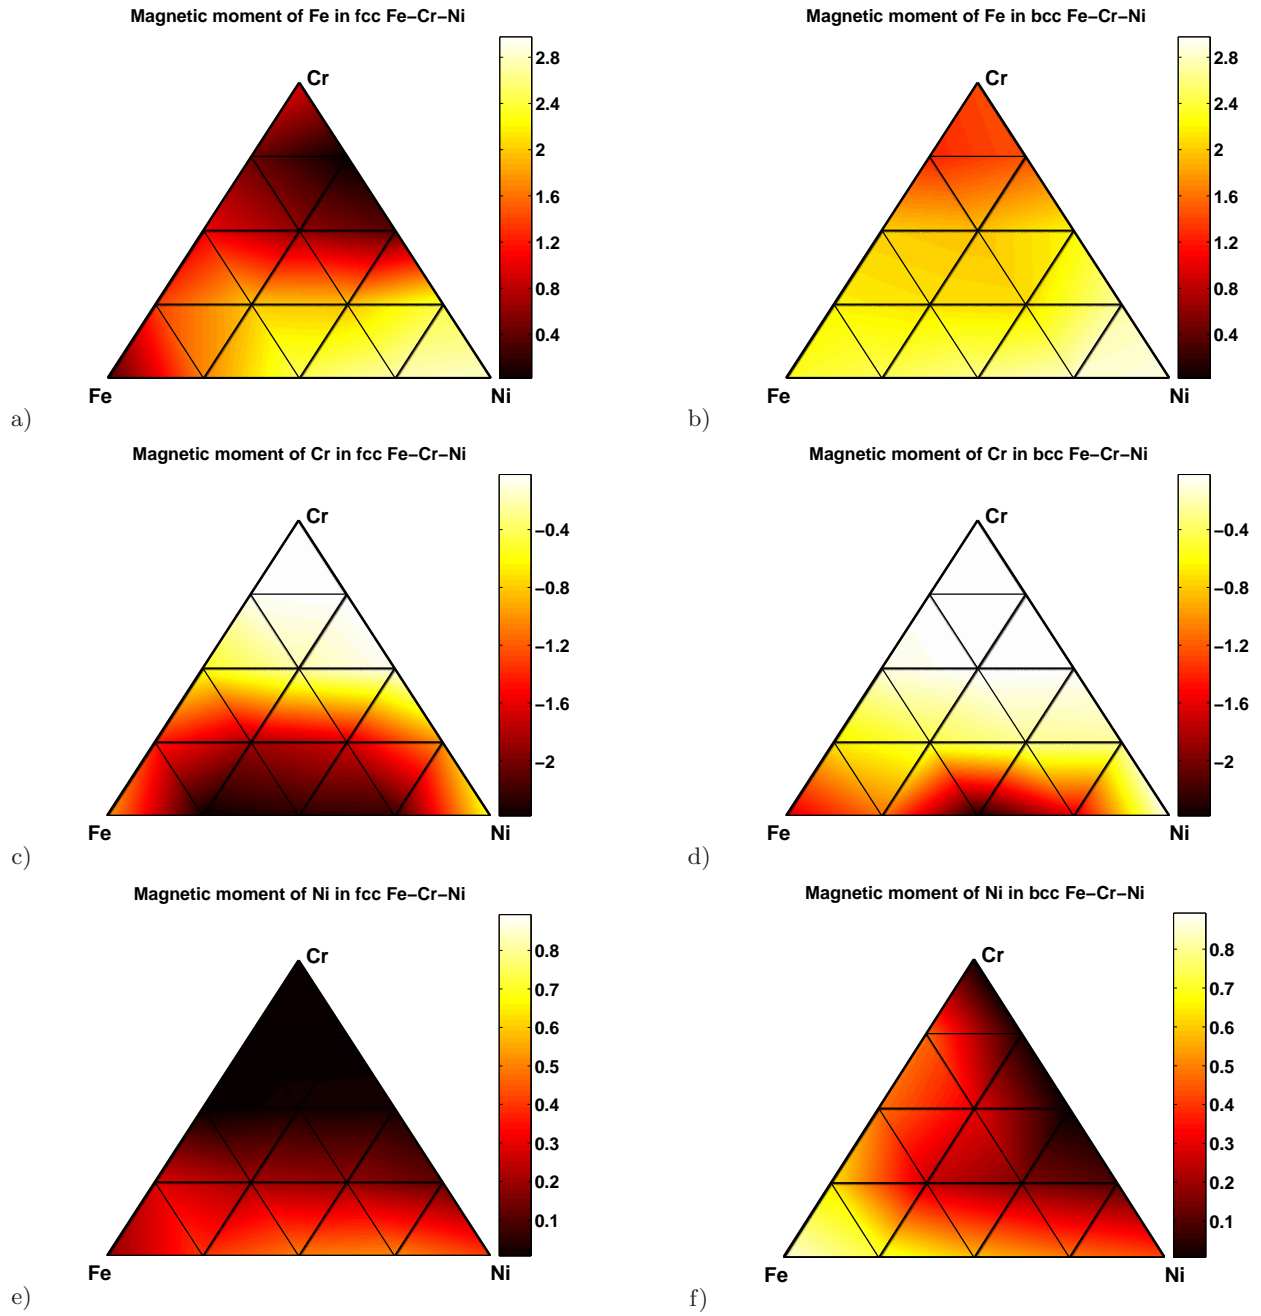 Magnetic moment of Fe in fcc Fe−Cr−Ni
Cr
Fe
Ni
2.8
2.4
2
1.6
1.2
0.8
0.4
a)
Magnetic moment of Fe in bcc Fe−Cr−Ni
Cr
Fe
Ni
2.8
2.4
2
1.6
1.2
0.8
0.4
b)
Magnetic moment of Cr in fcc Fe−Cr−Ni
Cr
Fe
Ni
−0.4
−0.8
−1.2
−1.6
−2
c)
Magnetic moment of Cr in bcc Fe−Cr−Ni
Cr
Fe
Ni
−0.4
−0.8
−1.2
−1.6
−2
d)
Magnetic moment of Ni in fcc Fe−Cr−Ni
Cr
Fe
Ni
0.8
0.7
0.6
0.5
0.4
0.3
0.2
0.1
e)
Magnetic moment of Ni in bcc Fe−Cr−Ni
Cr
Fe
Ni
0.8
0.7
0.6
0.5
0.4
0.3
0.2
0.1
f)